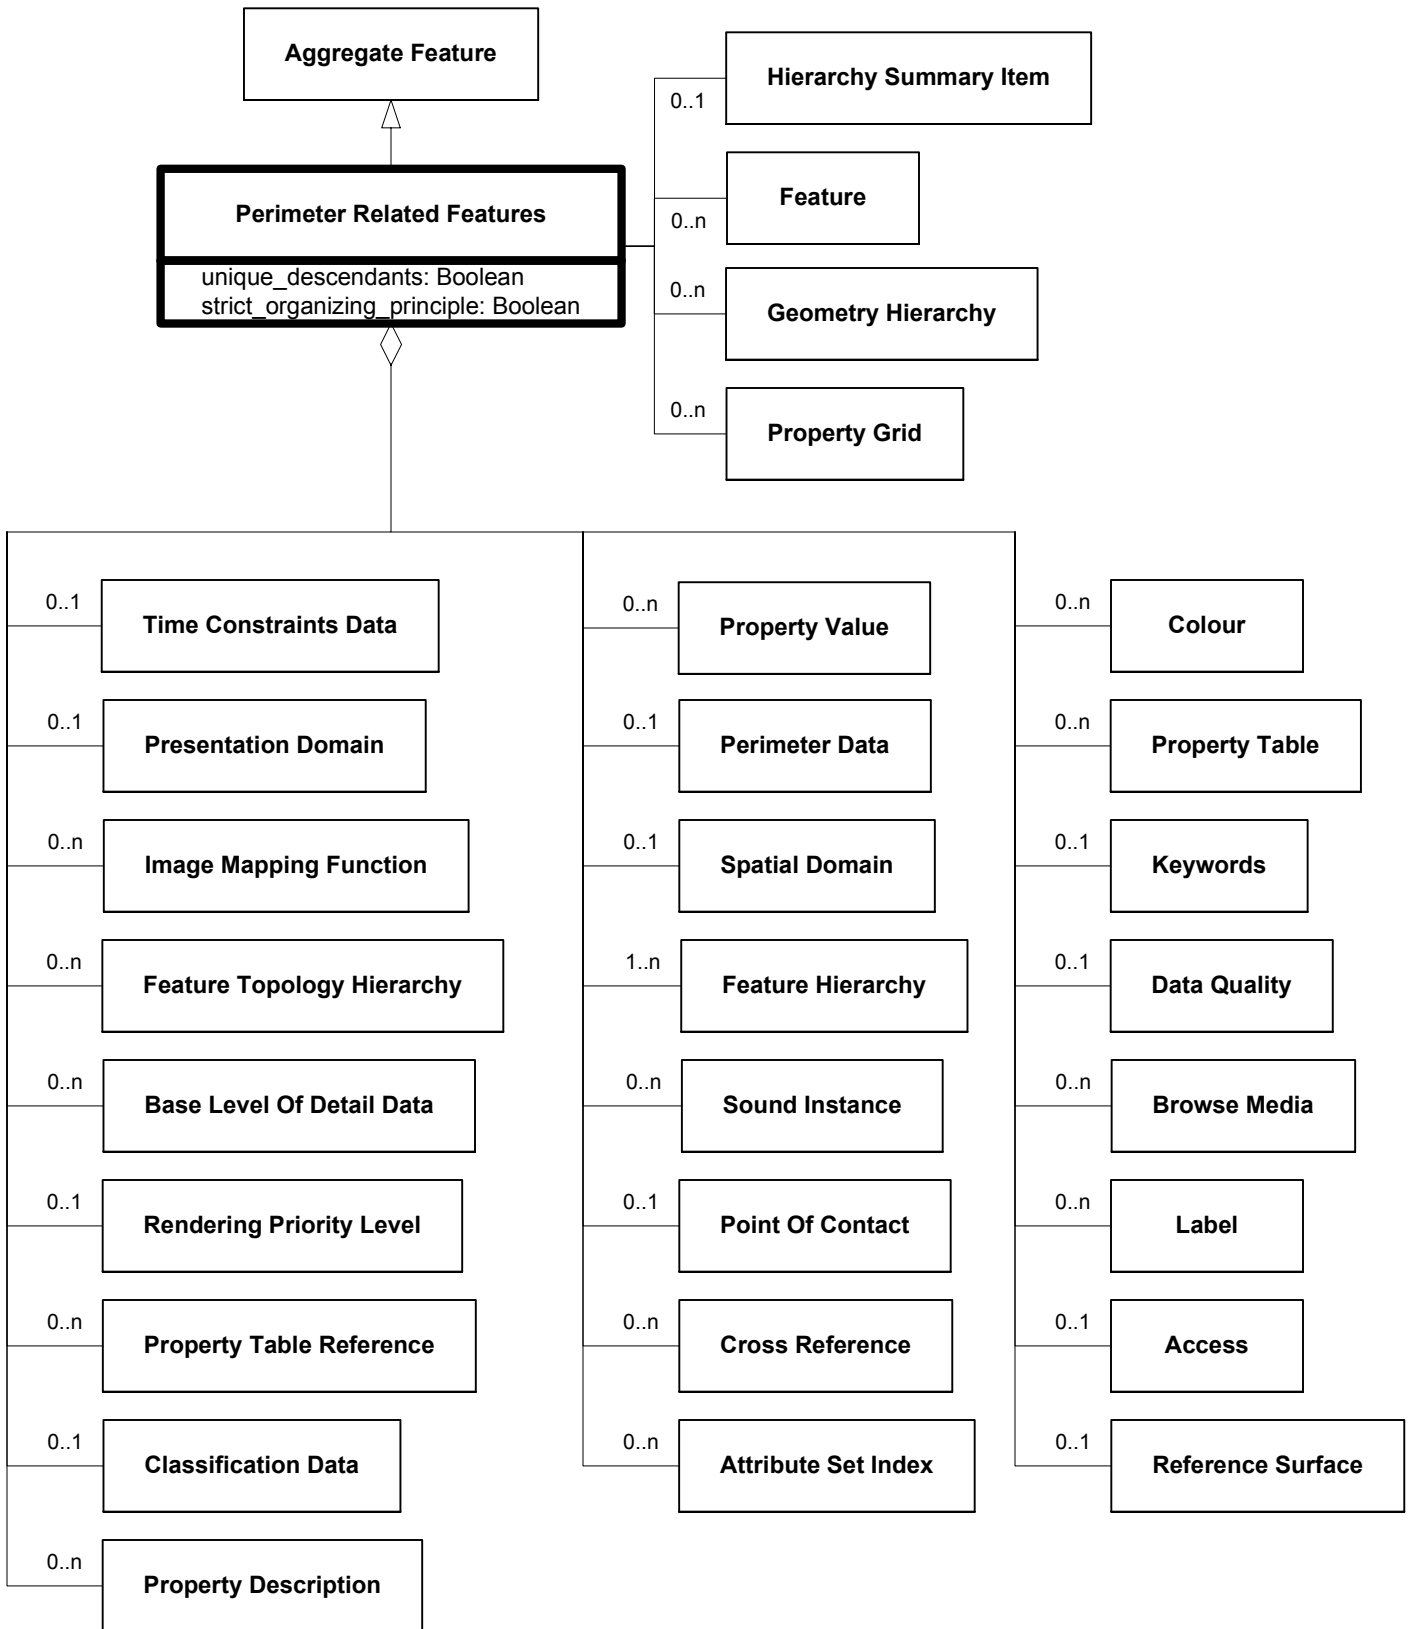 Aggregate Feature
Perimeter Related Features
unique_descendants: Boolean
strict_organizing_principle: Boolean
0..1
Hierarchy Summary Item
0..n
Feature
0..n
Geometry Hierarchy
0..n
Property Grid
0..1
Time Constraints Data
0..1
Presentation Domain
0..n
Image Mapping Function
0..n
Feature Topology Hierarchy
0..n
Base Level Of Detail Data
0..1
Rendering Priority Level
0..n
Property Table Reference
0..1
Classification Data
0..n
Property Description
0..n
Property Value
0..1
Perimeter Data
0..1
Spatial Domain
1..n
Feature Hierarchy
0..n
Sound Instance
0..1
Point Of Contact
0..n
Cross Reference
0..n
Attribute Set Index
0..n
Colour
0..n
Property Table
0..1
Keywords
0..1
Data Quality
0..n
Browse Media
0..n
Label
0..1
Access
0..1
Reference Surface